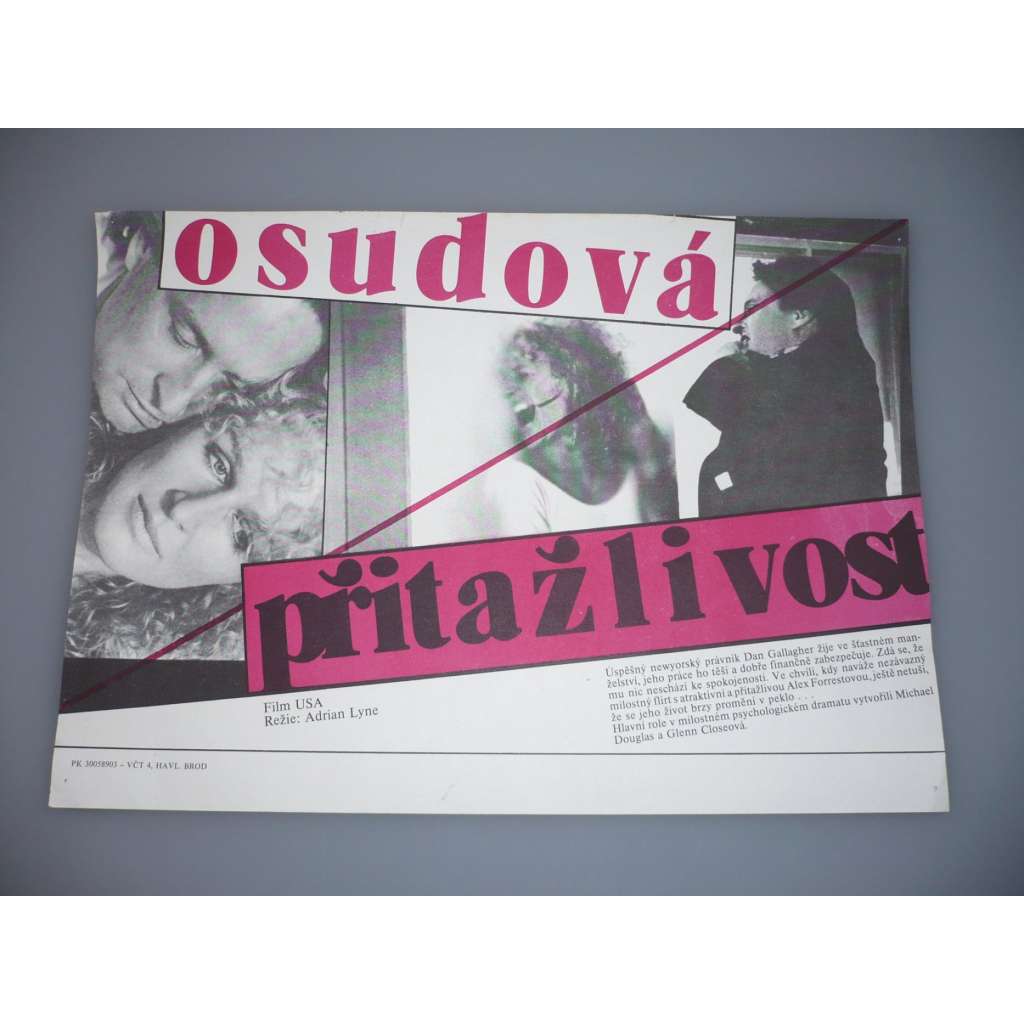 osudová
přitažlivost
Film USA
Režie: Adrian Lyne
Úspěšný newyorský právník Dan Gallagher žije ve šťastném man-
želství, jeho práce ho těší a dobře finančně zabezpečuje. Zdá se, že
mu nic neschází ke spokojenosti. Ve chvíli, kdy naváže nezávazný
milostný flirt s atraktivní a přitažlivou Alex Forrestovou, ještě netuší,
že se jeho život brzy promění v peklo . . .
Hlavní role v milostném psychologickém dramatu vytvořili Michael
Douglas a Glenn Closeová.
PK 30058903 – VČT 4, HAVL. BROD